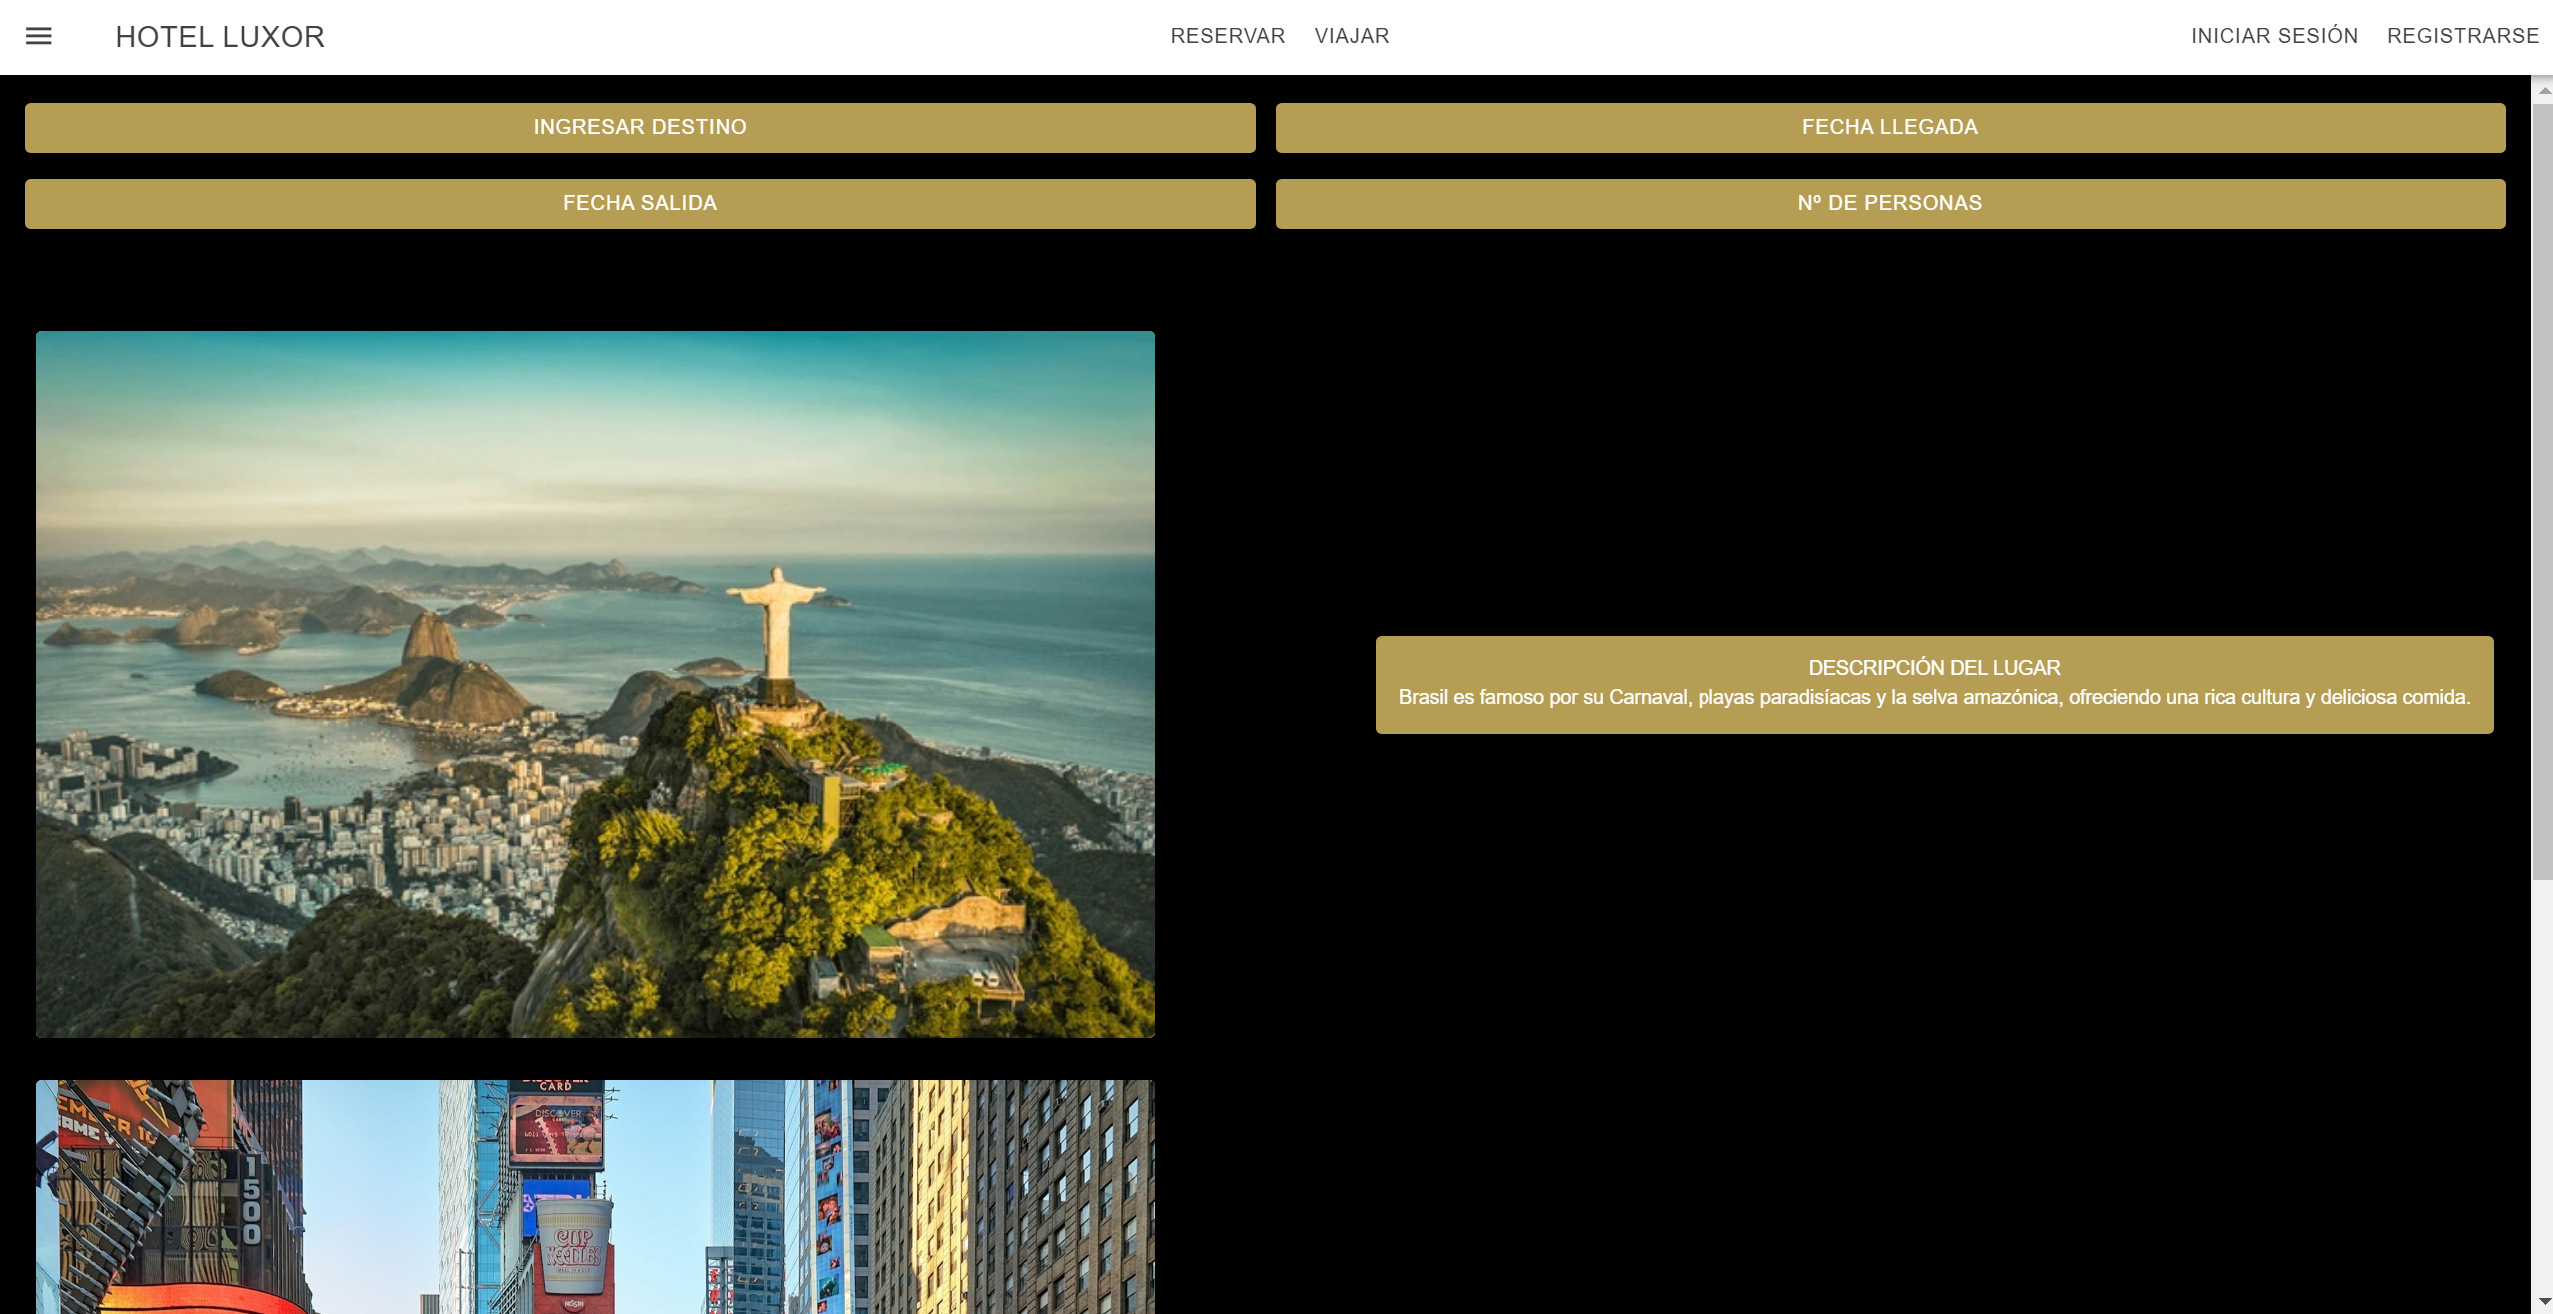 HOTEL LUXOR
RESERVAR VIAJAR
INICIAR SESIÓN REGISTRARSE
INGRESAR DESTINO
FECHA LLEGADA
FECHA SALIDA
Nº DE PERSONAS
DESCRIPCIÓN DEL LUGAR
Brasil es famoso por su Carnaval, playas paradisíacas y la selva amazónica, ofreciendo una rica cultura y deliciosa comida.
CARD
DISCOVER
1500
CUP
NOODLES
NISSIN